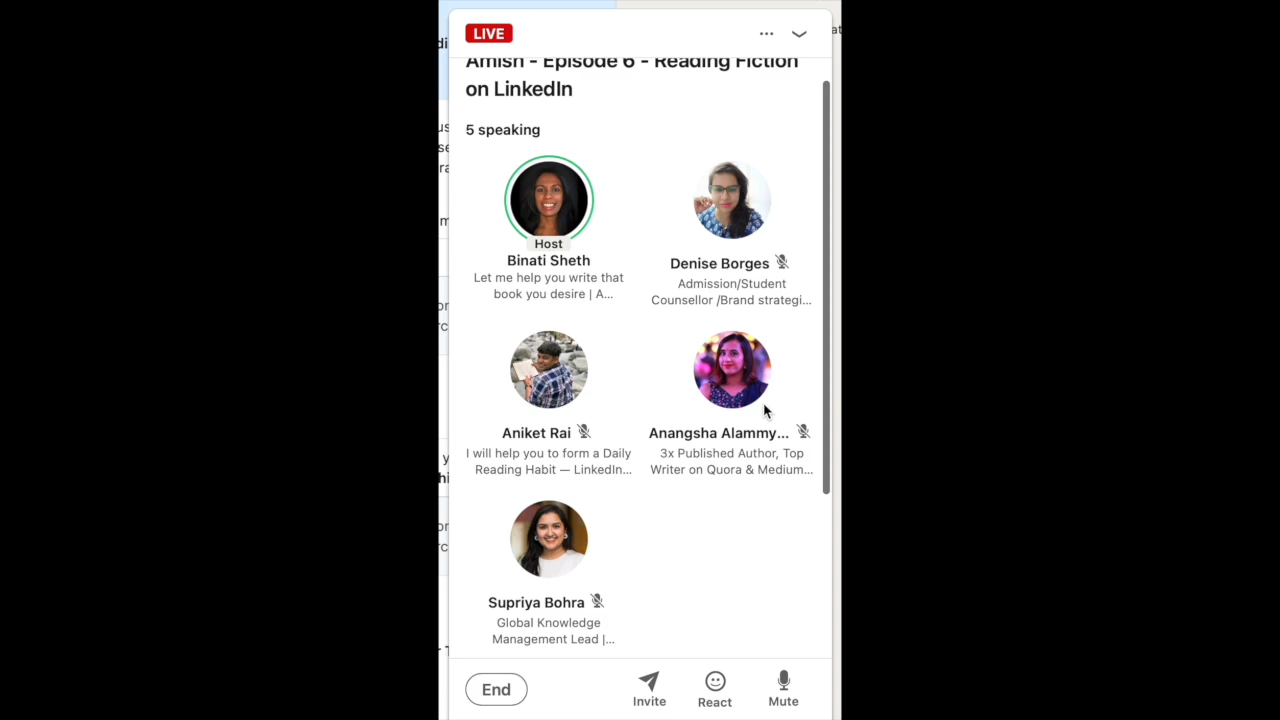 LIVE
Amish - Episode 6 - Reading Fiction
on LinkedIn
5 speaking
Host
Binati Sheth
Let me help you write that
book you desire | A...
Denise Borges
Admission/Student
Counsellor /Brand strategi...
Aniket Rai
I will help you to form a Daily
Reading Habit — LinkedIn...
Anangsha Alammy...
3x Published Author, Top
Writer on Quora & Medium...
Supriya Bohra
Global Knowledge
Management Lead |...
End
Invite
React
Mute